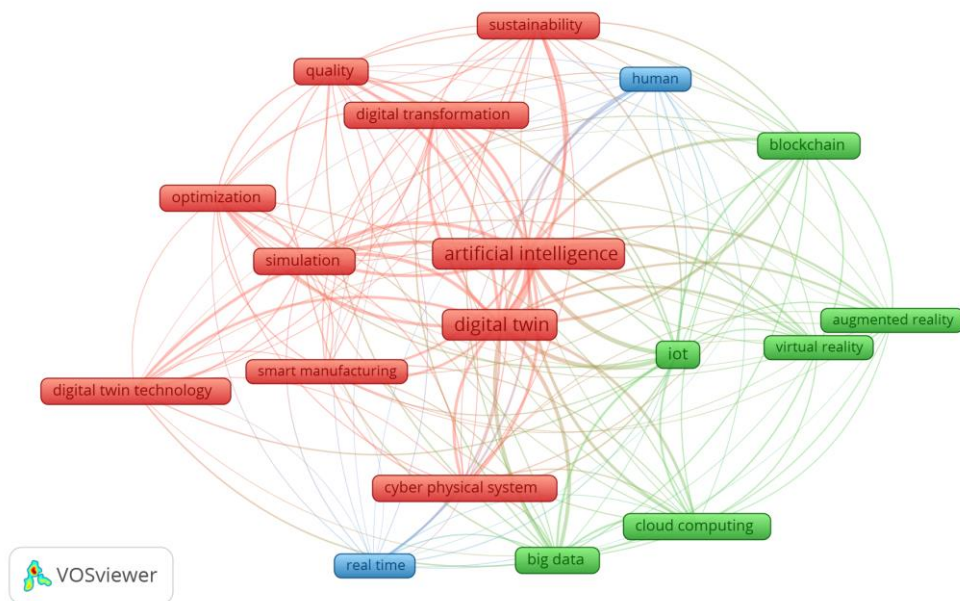 sustainability
quality
human
digital transformation
blockchain
optimization
simulation
artificial intelligence
digital twin
augmented reality
virtual reality
iot
smart manufacturing
digital twin technology
cyber physical system
cloud computing
big data
real time
VOSviewer